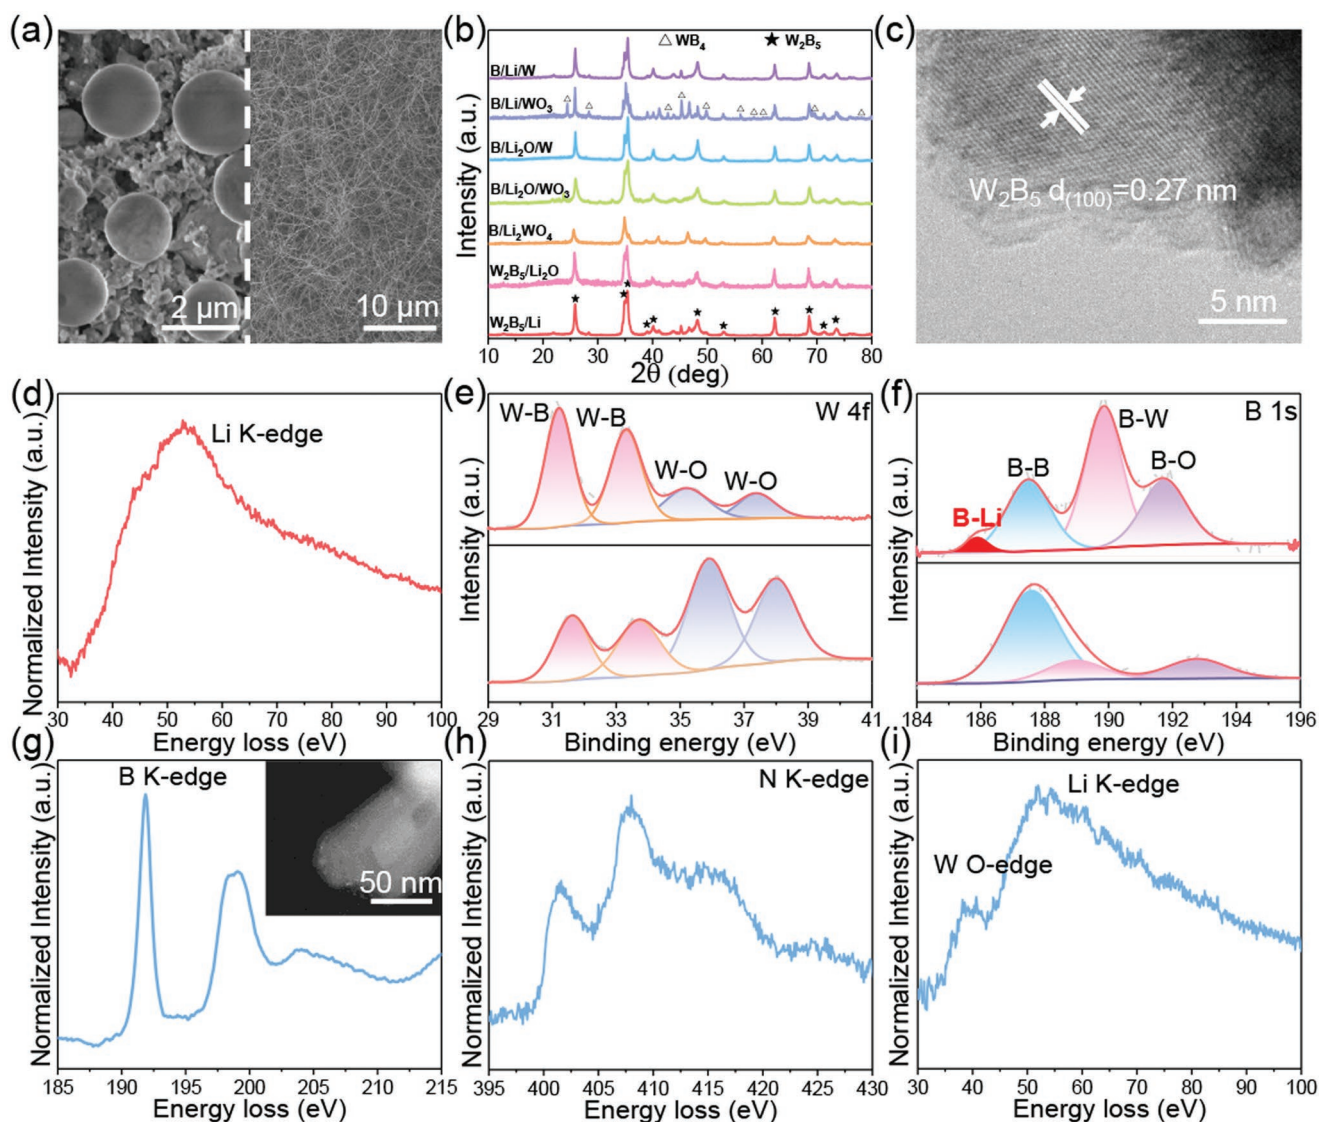 (a)
2 μm
10 μm
(b)
△ WB₄ ★ W₂B₅
B/Li/W
B/Li/WO₃
B/Li₂O/W
B/Li₂O/WO₃
B/Li₂WO₄
W₂B₅/Li₂O
W₂B₅/Li
Intensity (a.u.)
10 20 30 40 50 60 70 80
2θ (deg)
(c)
W₂B₅ d₍₁₀₀₎=0.27 nm
5 nm
(d)
Li K-edge
Normalized Intensity (a.u.)
30 40 50 60 70 80 90 100
Energy loss (eV)
(e)
W 4f
W-B W-B W-O W-O
Intensity (a.u.)
29 31 33 35 37 39 41
Binding energy (eV)
(f)
B 1s
B-Li B-B B-W B-O
Intensity (a.u.)
184 186 188 190 192 194 196
Binding energy (eV)
(g)
B K-edge
50 nm
Normalized Intensity (a.u.)
185 190 195 200 205 210 215
Energy loss (eV)
(h)
N K-edge
Normalized Intensity (a.u.)
395 400 405 410 415 420 425 430
Energy loss (eV)
(i)
Li K-edge
W O-edge
Normalized Intensity (a.u.)
30 40 50 60 70 80 90 100
Energy loss (eV)